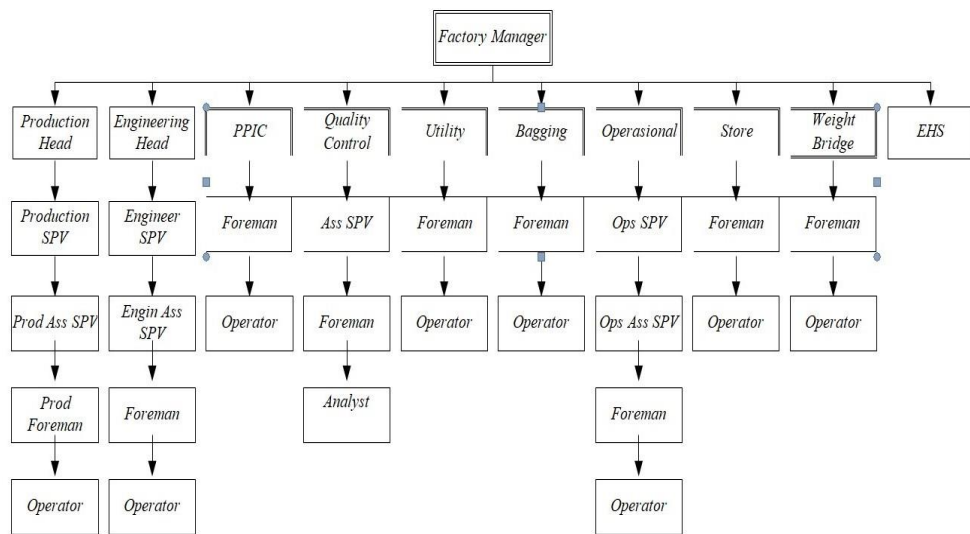 Factory Manager
Production
Head
Engineering
Head
PPIC
Quality
Control
Utility
Bagging
Operasional
Store
Weight
Bridge
EHS
Production
SPV
Engineer
SPV
Foreman
Ass SPV
Foreman
Foreman
Ops SPV
Foreman
Foreman
Prod Ass SPV
Engin Ass
SPV
Operator
Foreman
Operator
Operator
Ops Ass SPV
Operator
Operator
Prod
Foreman
Foreman
Analyst
Foreman
Operator
Operator
Operator